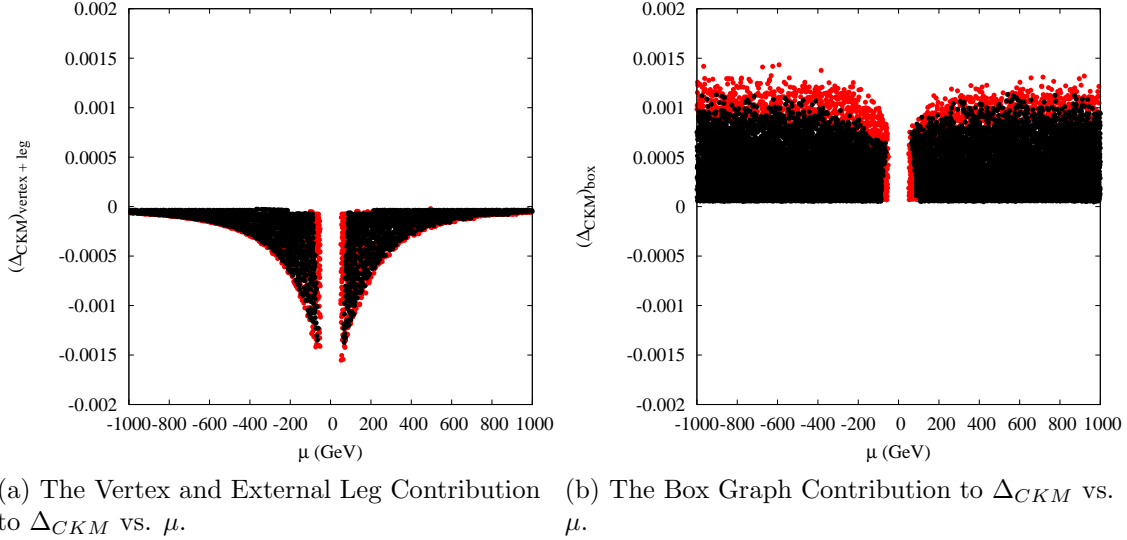 0.002
0.0015
0.001
0.0005
0
-0.0005
-0.001
-0.0015
-0.002
(ΔCKM)vertex + leg
-1000 -800 -600 -400 -200 0 200 400 600 800 1000
μ (GeV)
(a) The Vertex and External Leg Contribution
to ΔCKM vs. μ.
0.002
0.0015
0.001
0.0005
0
-0.0005
-0.001
-0.0015
-0.002
(ΔCKM)box
-1000 -800 -600 -400 -200 0 200 400 600 800 1000
μ (GeV)
(b) The Box Graph Contribution to ΔCKM vs.
μ.